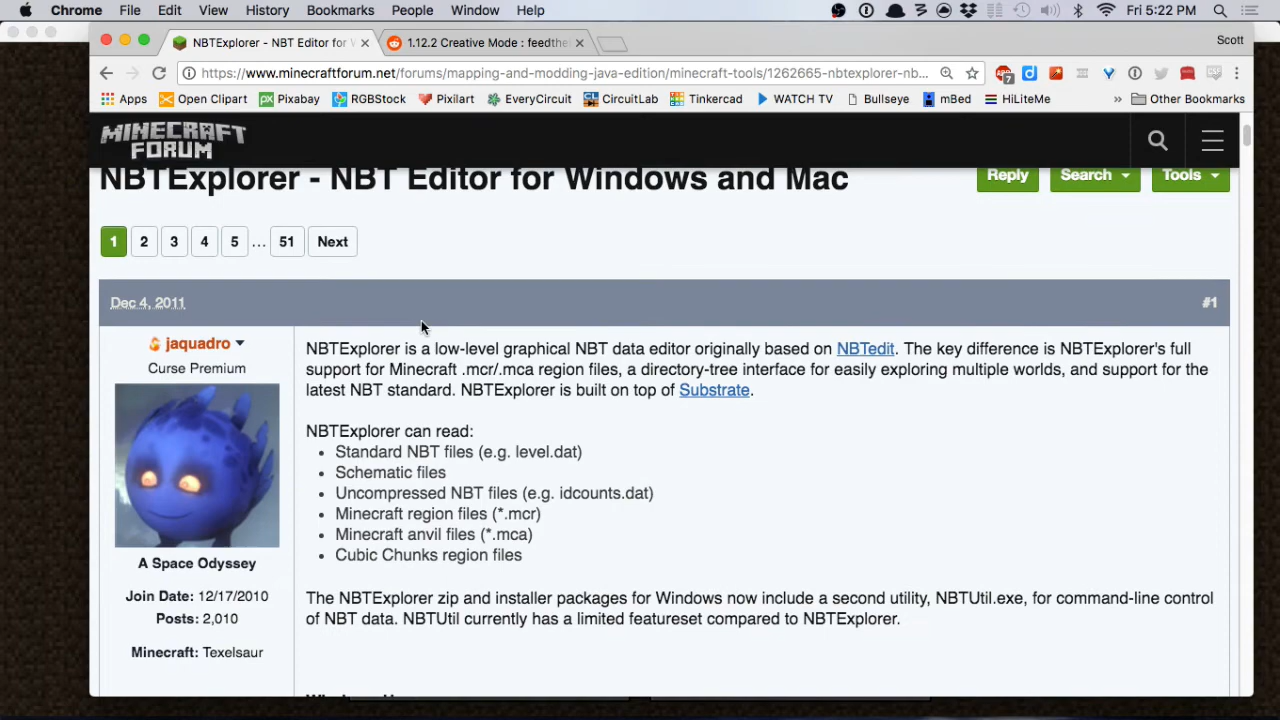 Chrome File Edit View History Bookmarks People Window Help Fri 5:22 PM
NBTExplorer - NBT Editor for W 1.12.2 Creative Mode : feedthe Scott
https://www.minecraftforum.net/forums/mapping-and-modding-java-edition/minecraft-tools/1262665-nbtexplorer-nb... 7
Apps Open Clipart Pixabay RGBStock Pixilart EveryCircuit CircuitLab Tinkercad WATCH TV Bullseye mBed HiLiteMe » Other Bookmarks
MINECRAFT
FORUM
NBTExplorer - NBT Editor for Windows and Mac
Reply Search Tools
1 2 3 4 5 ... 51 Next
Dec 4, 2011 #1
jaquadro
Curse Premium
A Space Odyssey
Join Date: 12/17/2010
Posts: 2,010
Minecraft: Texelsaur
NBTExplorer is a low-level graphical NBT data editor originally based on NBTedit. The key difference is NBTExplorer's full
support for Minecraft .mcr/.mca region files, a directory-tree interface for easily exploring multiple worlds, and support for the
latest NBT standard. NBTExplorer is built on top of Substrate.
NBTExplorer can read:
• Standard NBT files (e.g. level.dat)
• Schematic files
• Uncompressed NBT files (e.g. idcounts.dat)
• Minecraft region files (*.mcr)
• Minecraft anvil files (*.mca)
• Cubic Chunks region files
The NBTExplorer zip and installer packages for Windows now include a second utility, NBTUtil.exe, for command-line control
of NBT data. NBTUtil currently has a limited featureset compared to NBTExplorer.